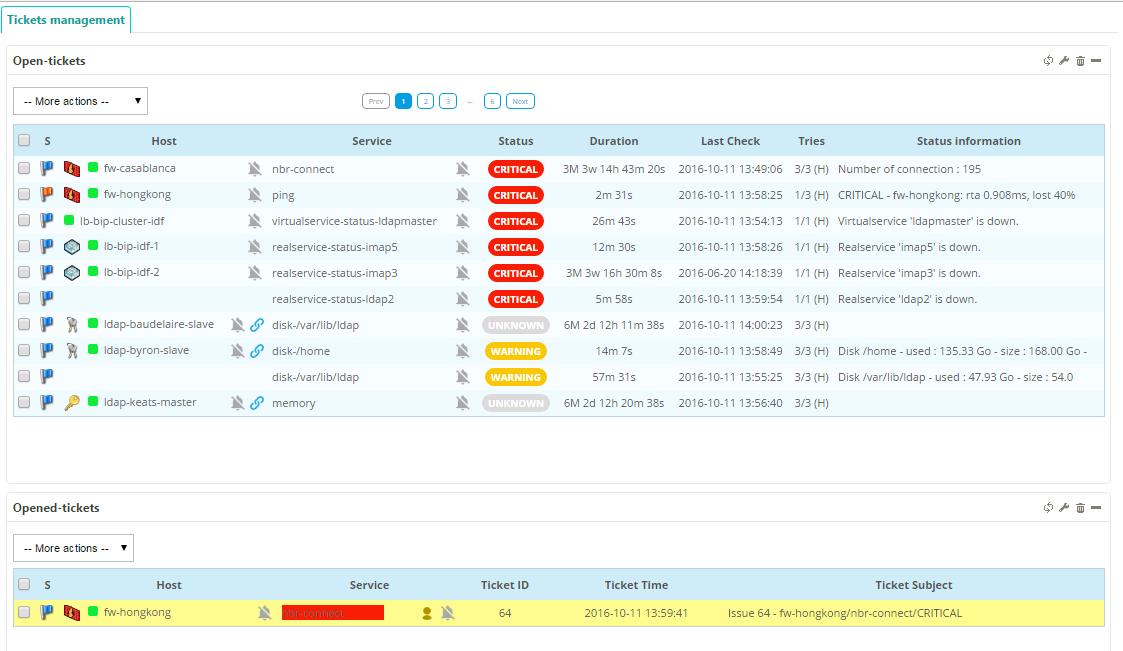 Tickets management
Open-tickets
-- More actions --
Prev 1 2 3 ... 6 Next
S Host Service Status Duration Last Check Tries Status information
fw-casablanca nbr-connect CRITICAL 3M 3w 14h 43m 20s 2016-10-11 13:49:06 3/3 (H) Number of connection : 195
fw-hongkong ping CRITICAL 2m 31s 2016-10-11 13:58:25 1/3 (H) CRITICAL - fw-hongkong: rta 0.908ms, lost 40%
lb-bip-cluster-idf virtualservice-status-ldapmaster CRITICAL 26m 43s 2016-10-11 13:54:13 1/1 (H) Virtualservice 'ldapmaster' is down.
lb-bip-idf-1 realservice-status-imap5 CRITICAL 12m 30s 2016-10-11 13:58:26 1/1 (H) Realservice 'imap5' is down.
lb-bip-idf-2 realservice-status-imap3 CRITICAL 3M 3w 16h 30m 8s 2016-06-20 14:18:39 1/1 (H) Realservice 'imap3' is down.
realservice-status-ldap2 CRITICAL 5m 58s 2016-10-11 13:59:54 1/1 (H) Realservice 'ldap2' is down.
ldap-baudelaire-slave disk-/var/lib/ldap UNKNOWN 6M 2d 12h 11m 38s 2016-10-11 14:00:23 3/3 (H)
ldap-byron-slave disk-/home WARNING 14m 7s 2016-10-11 13:58:49 3/3 (H) Disk /home - used : 135.33 Go - size : 168.00 Go -
disk-/var/lib/ldap WARNING 57m 31s 2016-10-11 13:55:25 3/3 (H) Disk /var/lib/ldap - used : 47.93 Go - size : 54.0
ldap-keats-master memory UNKNOWN 6M 2d 12h 20m 38s 2016-10-11 13:56:40 3/3 (H)
Opened-tickets
-- More actions --
S Host Service Ticket ID Ticket Time Ticket Subject
fw-hongkong nbr-connect 64 2016-10-11 13:59:41 Issue 64 - fw-hongkong/nbr-connect/CRITICAL